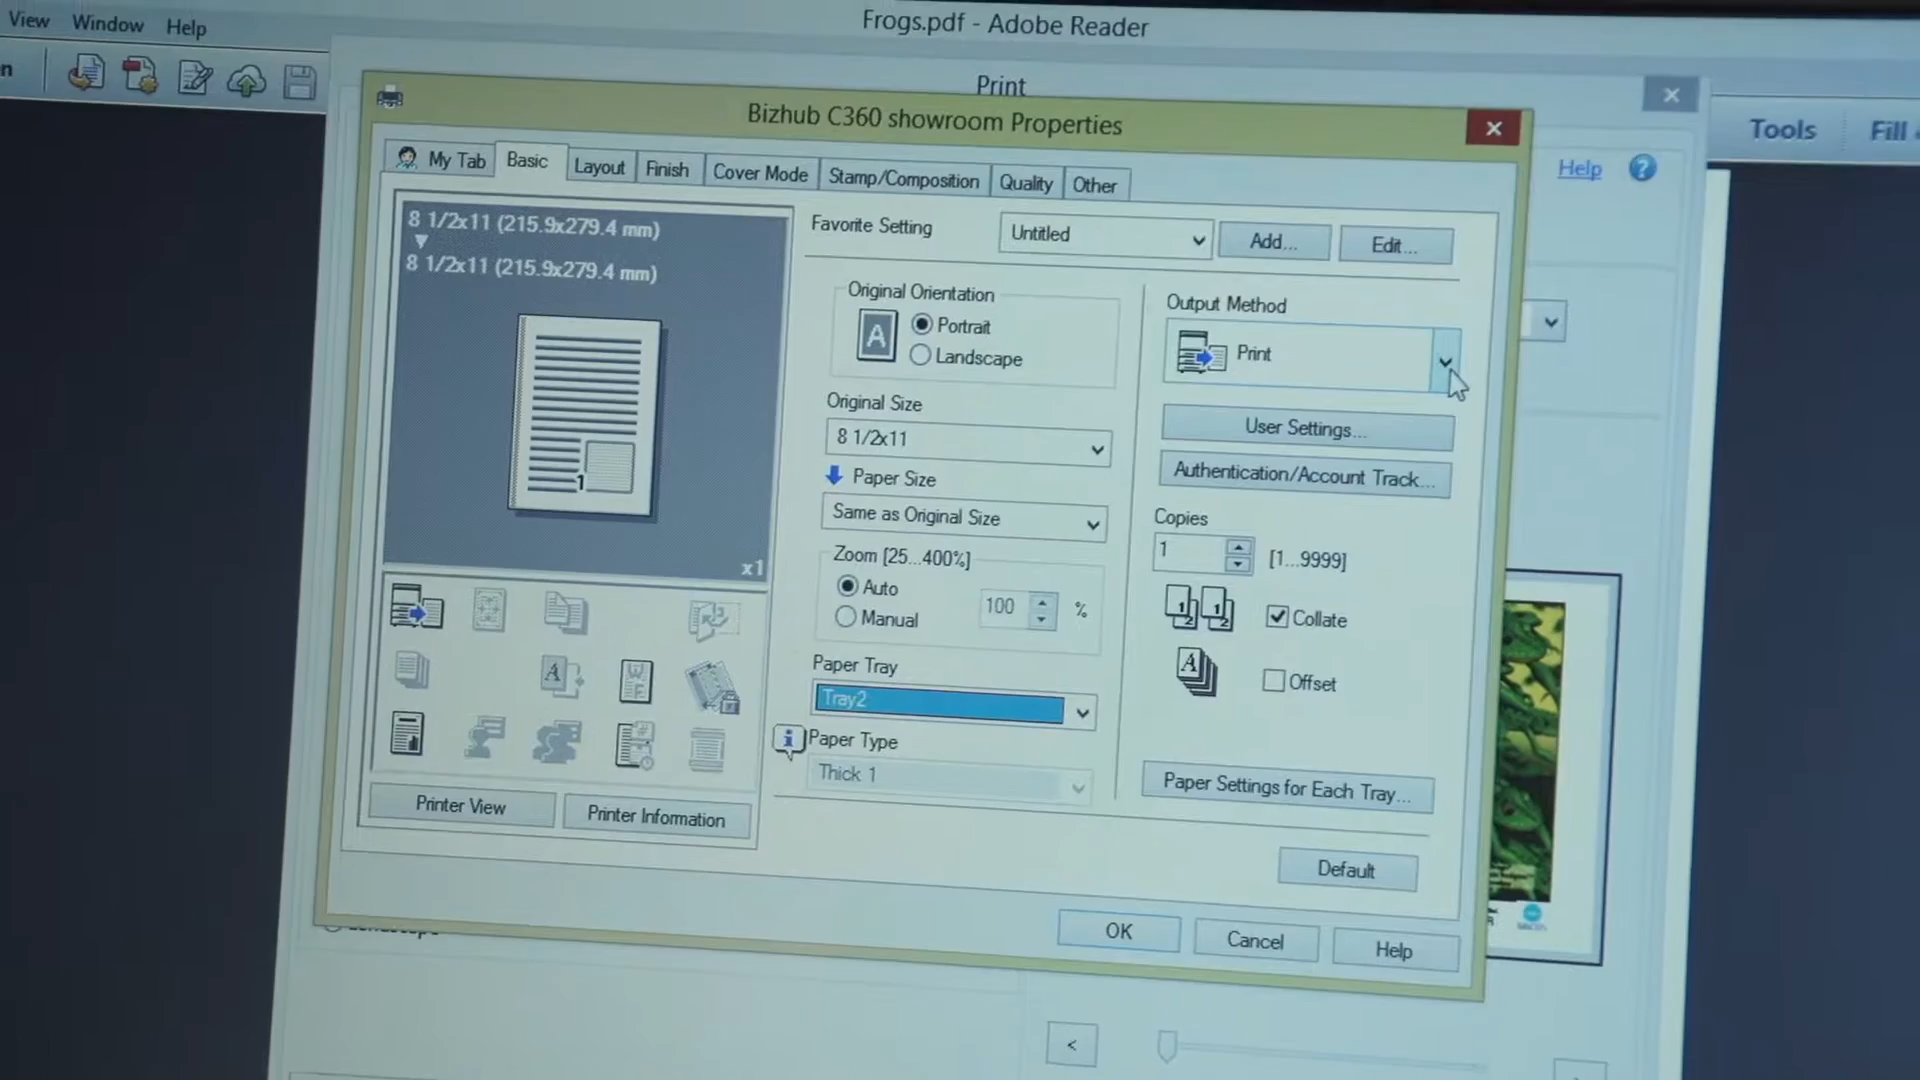 View Window Help
Frogs.pdf - Adobe Reader
n
Print
Tools
Fill
Help
Bizhub C360 showroom Properties
My Tab
Basic
Layout
Finish
Cover Mode
Stamp/Composition
Quality
Other
8 1/2x11 (215.9x279.4 mm)
8 1/2x11 (215.9x279.4 mm)
1
x1
Printer View
Printer Information
Favorite Setting
Untitled
Add...
Edit...
Original Orientation
A
Portrait
Landscape
Original Size
8 1/2x11
Paper Size
Same as Original Size
Zoom [25...400%]
Auto
Manual
100
%
Paper Tray
Tray2
Paper Type
Thick 1
Output Method
Print
User Settings...
Authentication/Account Track...
Copies
1
[1...9999]
Collate
Offset
Paper Settings for Each Tray...
Default
OK
Cancel
Help
<